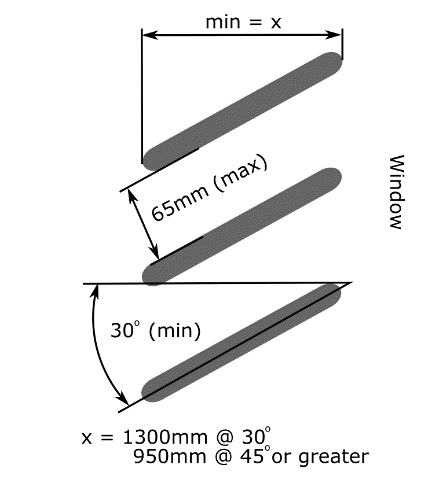 min = x
65mm (max)
Window
30° (min)
x = 1300mm @ 30°
950mm @ 45° or greater